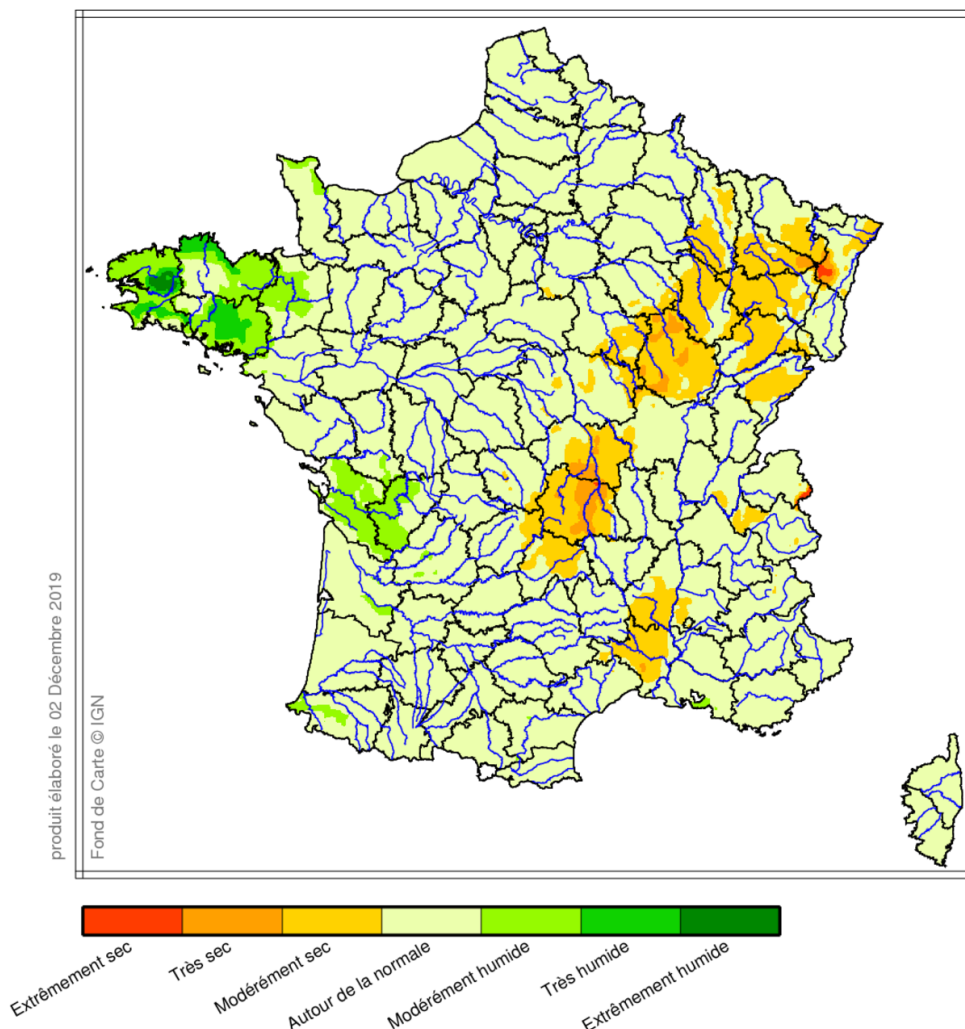 produit élaboré le 02 Décembre 2019
Fond de Carte © IGN
Extrêmement sec
Très sec
Modérément sec
Autour de la normale
Modérément humide
Très humide
Extrêmement humide